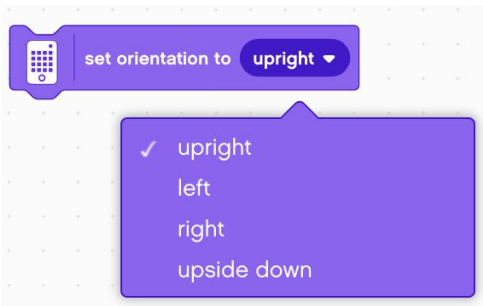 set orientation to upright
upright
left
right
upside down